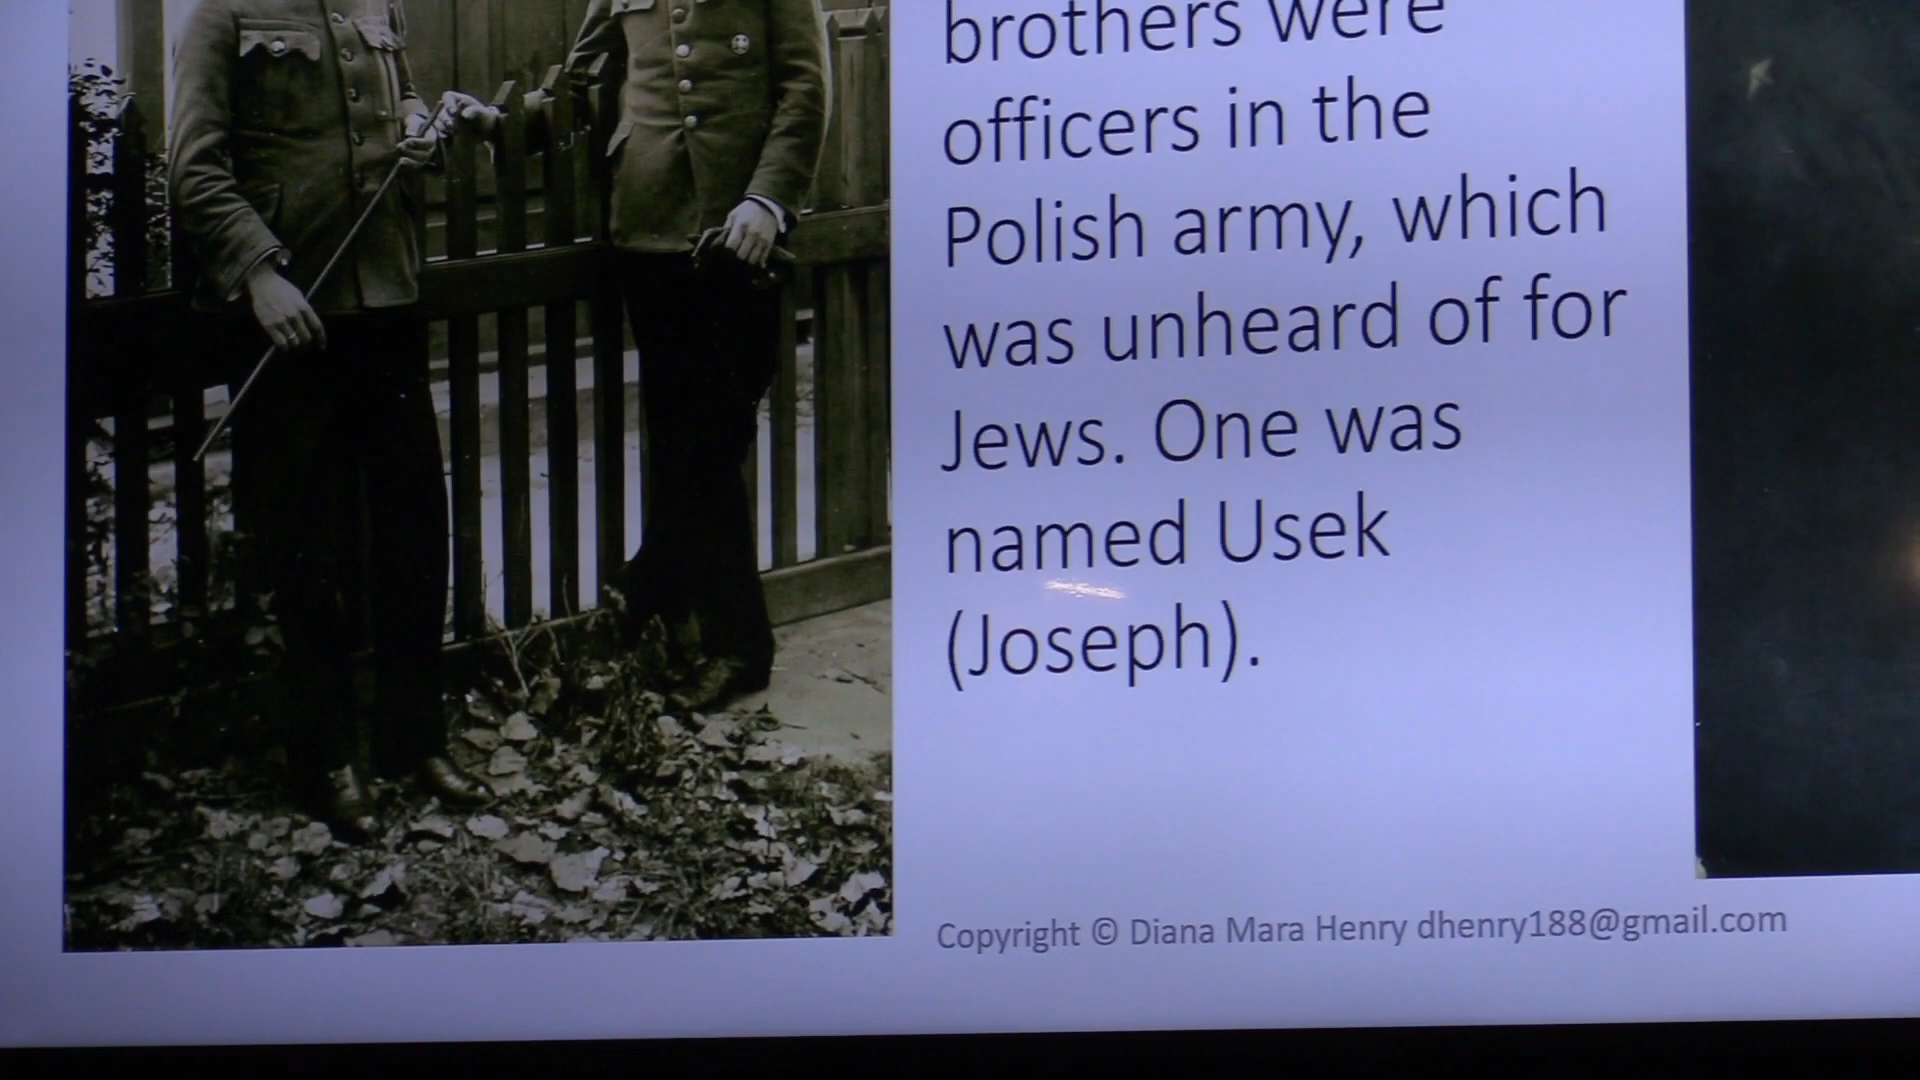 brothers were
officers in the
Polish army, which
was unheard of for
Jews. One was
named Usek
(Joseph).
Copyright © Diana Mara Henry dhenry188@gmail.com